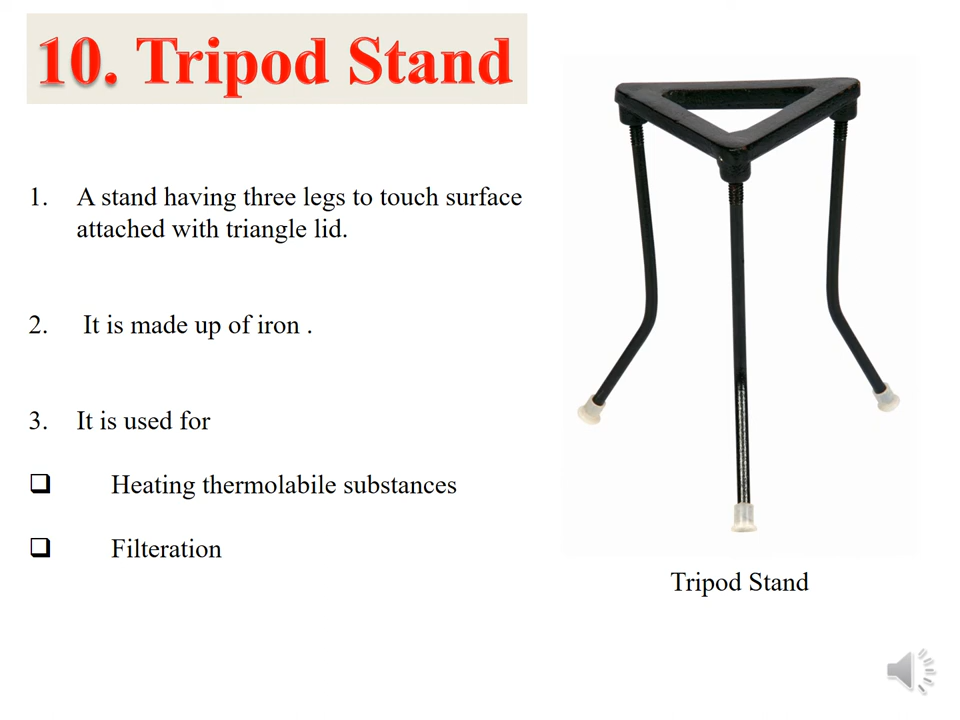 10. Tripod Stand
1. A stand having three legs to touch surface
attached with triangle lid.
2. It is made up of iron .
3. It is used for
❑ Heating thermolabile substances
❑ Filteration
Tripod Stand